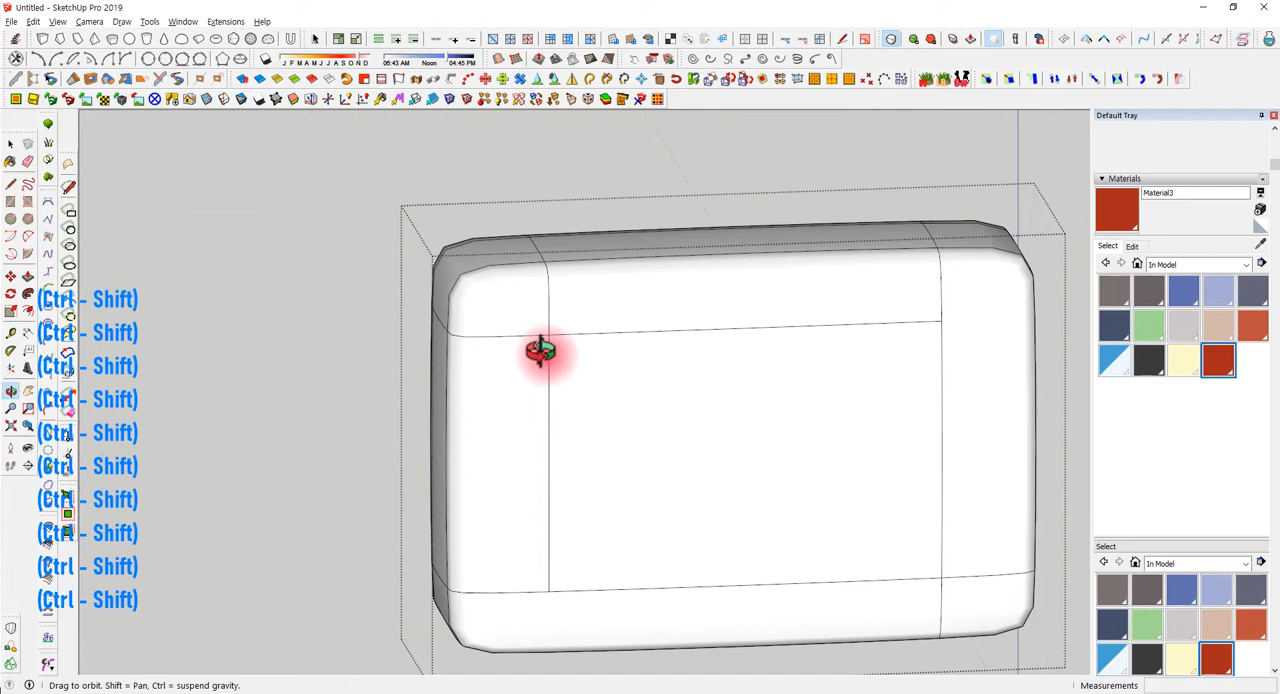 Untitled - SketchUp Pro 2019
File Edit View Camera Draw Tools Window Extensions Help
J F M A M J J A S O N D 06:43 AM Noon 04:45 PM
Default Tray
Materials
Material3
Select Edit
In Model
(Ctrl - Shift)
(Ctrl - Shift)
(Ctrl - Shift)
(Ctrl - Shift)
(Ctrl - Shift)
(Ctrl - Shift)
(Ctrl - Shift)
(Ctrl - Shift)
(Ctrl - Shift)
(Ctrl - Shift)
Select
In Model
Drag to orbit. Shift = Pan, Ctrl = suspend gravity.
Measurements